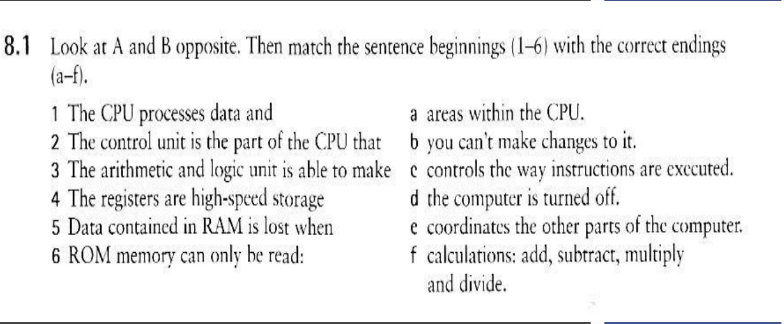 8.1 Look at A and B opposite. Then match the sentence beginnings (1–6) with the correct endings
(a–f).
1 The CPU processes data and
2 The control unit is the part of the CPU that
3 The arithmetic and logic unit is able to make
4 The registers are high-speed storage
5 Data contained in RAM is lost when
6 ROM memory can only be read:
a areas within the CPU.
b you can't make changes to it.
c controls the way instructions are executed.
d the computer is turned off.
e coordinates the other parts of the computer.
f calculations: add, subtract, multiply
and divide.